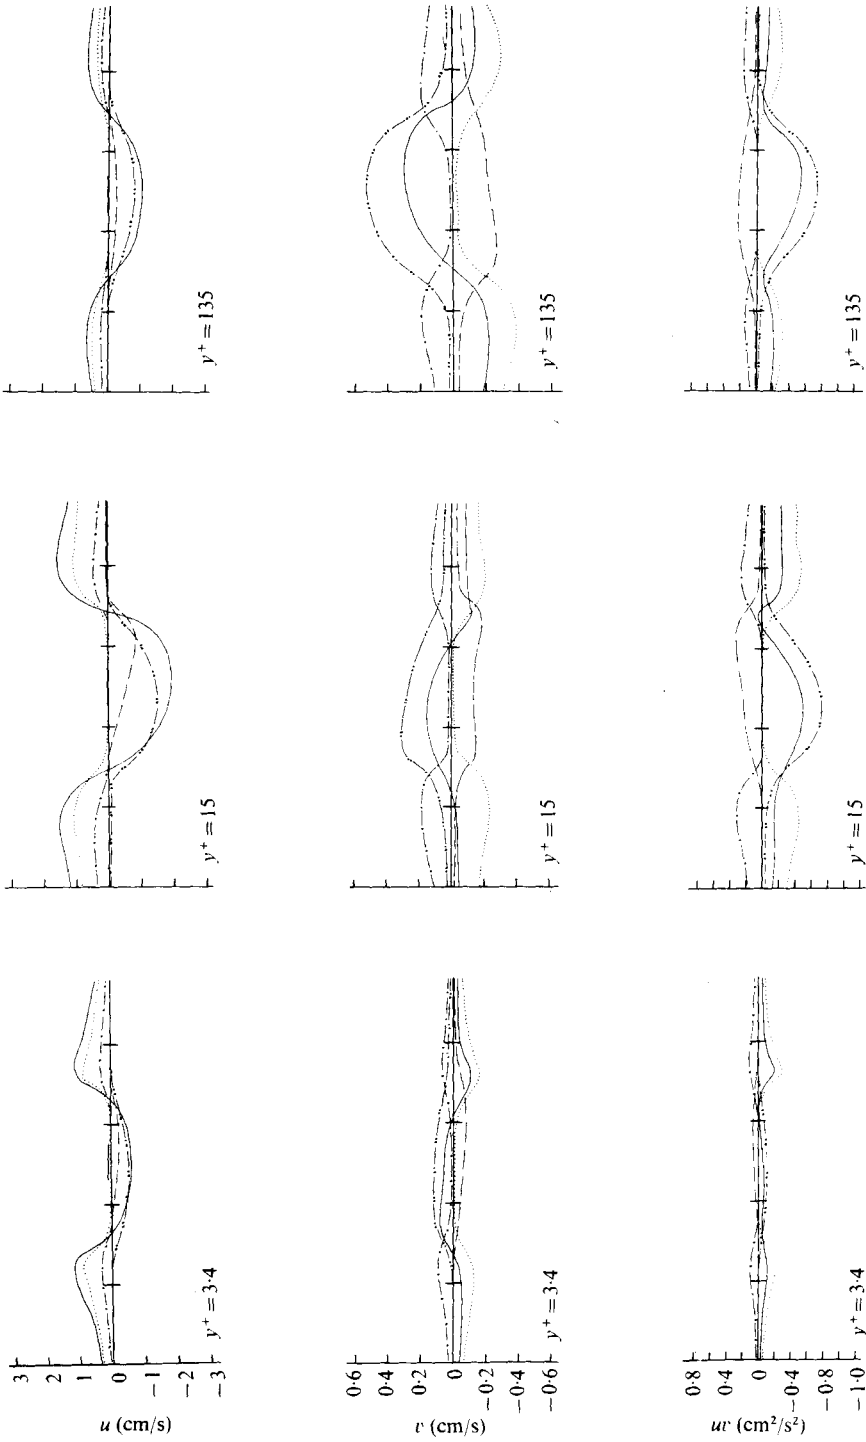 y⁺ = 135
y⁺ = 135
y⁺ = 135
y⁺ = 15
y⁺ = 15
y⁺ = 15
3
2
1
0
−1
−2
−3
u (cm/s)
y⁺ = 3·4
0·6
0·4
0·2
0
−0·2
−0·4
−0·6
v (cm/s)
y⁺ = 3·4
0·8
0·4
0
−0·4
−0·8
−1·0
uv (cm²/s²)
y⁺ = 3·4